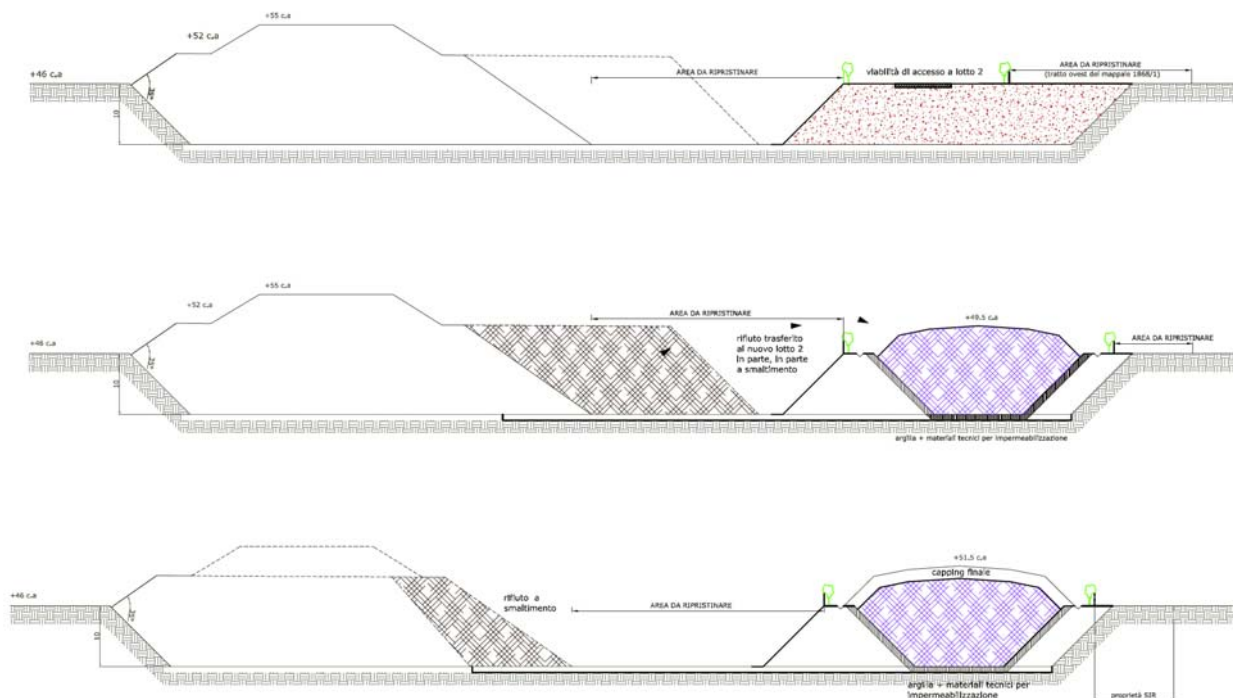 +55 c.a
+52 c.a
+46 c.a
10
AREA DA RIPRISTINARE
viabilità di accesso a lotto 2
AREA DA RIPRISTINARE
(tratto ovest del mappale 1868/1)
+55 c.a
+52 c.a
+46 c.a
10
AREA DA RIPRISTINARE
rifiuto trasferito
al nuovo lotto 2
in parte, in parte
a smaltimento
+49.5 c.a
AREA DA RIPRISTINARE
argilla + materiali tecnici per impermeabilizzazione
+46 c.a
10
rifiuto a
smaltimento
AREA DA RIPRISTINARE
+51.5 c.a
capping finale
argilla + materiali tecnici per
impermeabilizzazione
proprietà SIR